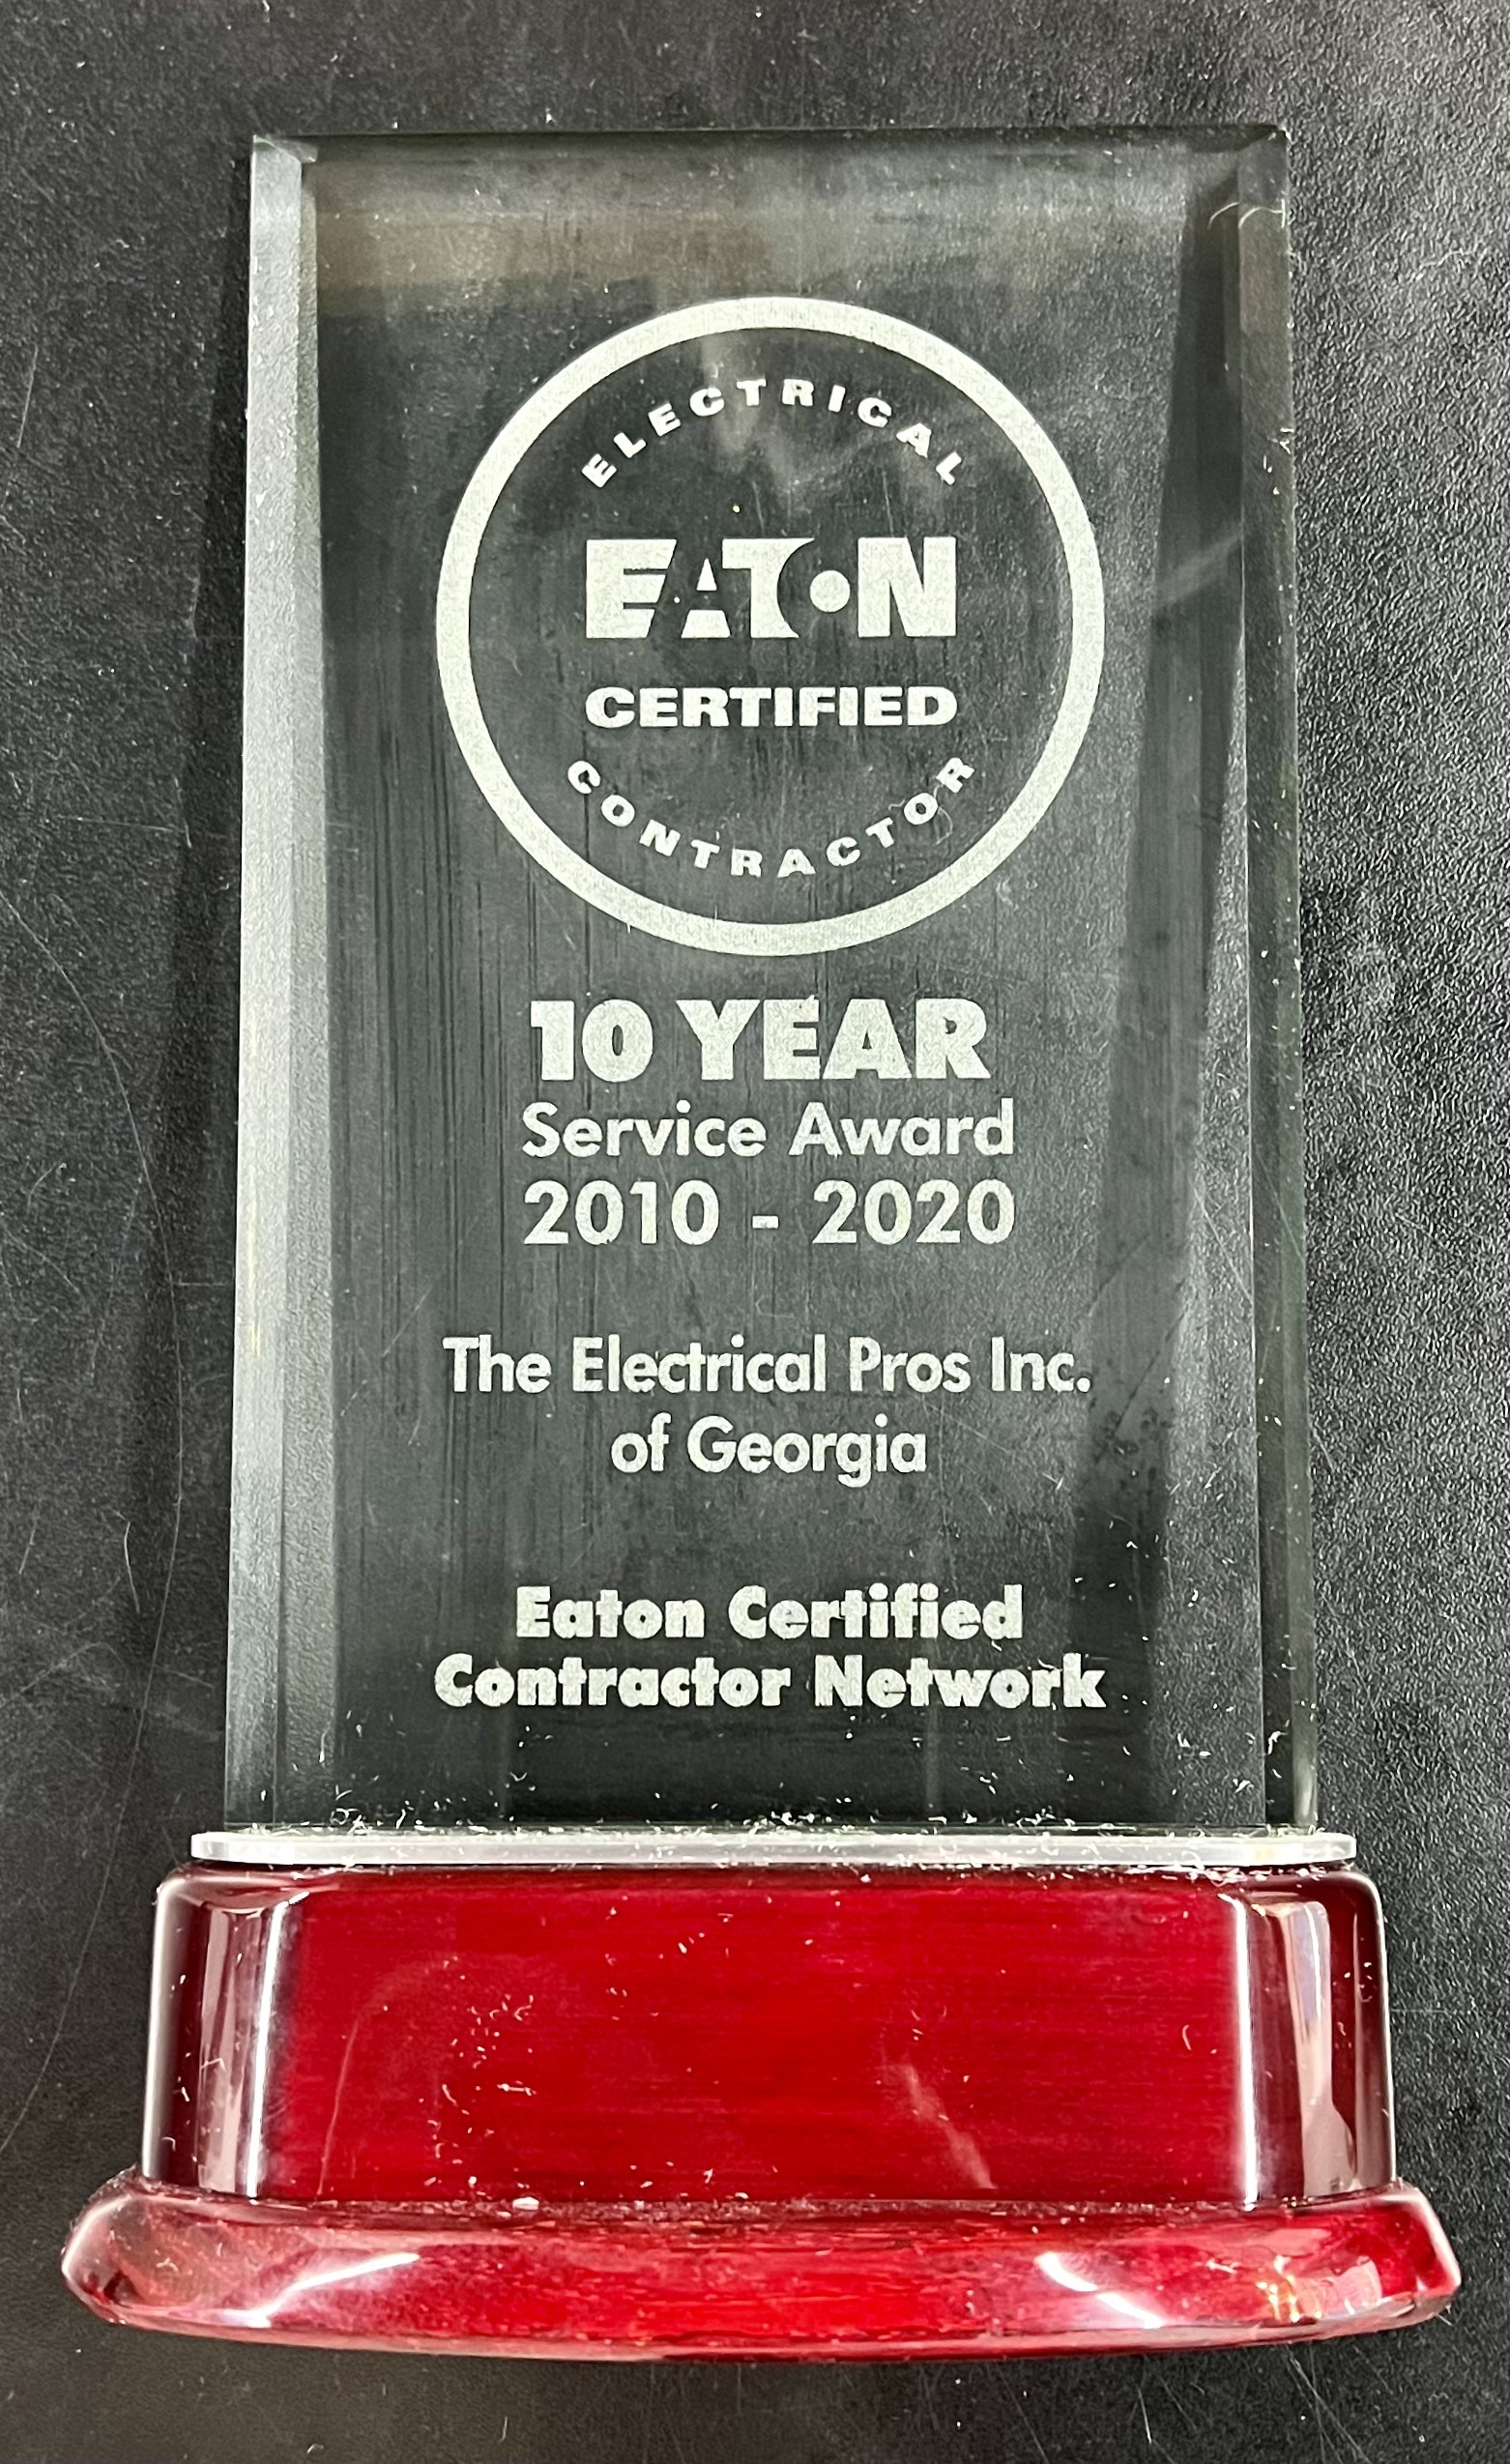 ELECTRICAL
EATON
CERTIFIED
CONTRACTOR
10 YEAR
Service Award
2010 - 2020
The Electrical Pros Inc.
of Georgia
Eaton Certified
Contractor Network